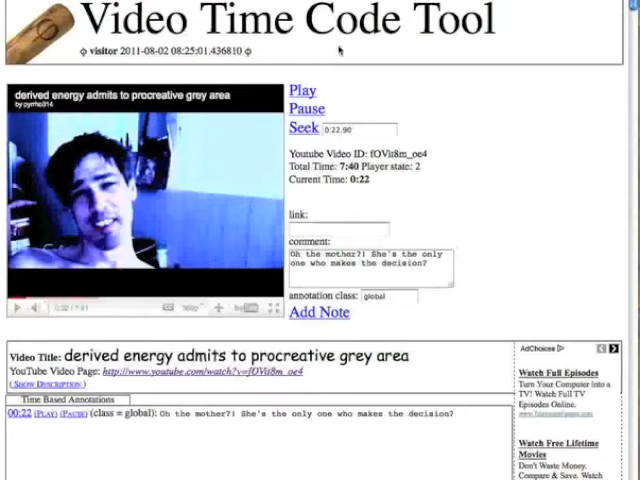 Video Time Code Tool
ϕ visitor 2011-08-02 08:25:01.436810 ϕ
derived energy admits to procreative grey area
by pyrrho314
Play
Pause
Seek 0:22.90
Youtube Video ID: fOVit8m_oe4
Total Time: 7:40 Player state: 2
Current Time: 0:22
link:
comment:
Oh the mother?! She's the only
one who makes the decision?
annotation class: global
Add Note
0:22 / 7:41
Video Title: derived energy admits to procreative grey area
YouTube Video Page: http://www.youtube.com/watch?v=fOVit8m_oe4
( Show Description )
Time Based Annotations
00:22 (PLAY) (PAUSE) (class = global): Oh the mother?! She's the only one who makes the decision?
AdChoices
Watch Full Episodes
Turn Your Computer into a
TV! Watch Full TV
Episodes Online.
Watch Free Lifetime
Movies
Don't Waste Money.
Compare & Save. Watch